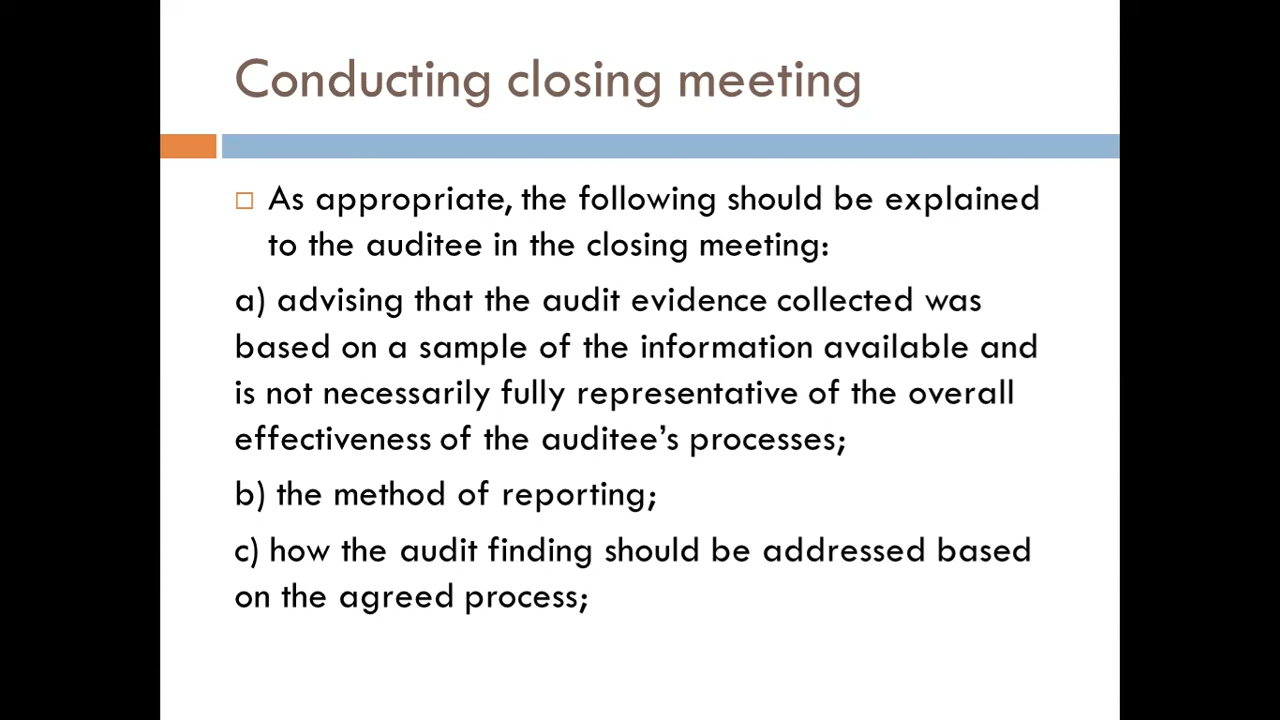 Conducting closing meeting
As appropriate, the following should be explained
to the auditee in the closing meeting:
a) advising that the audit evidence collected was
based on a sample of the information available and
is not necessarily fully representative of the overall
effectiveness of the auditee’s processes;
b) the method of reporting;
c) how the audit finding should be addressed based
on the agreed process;